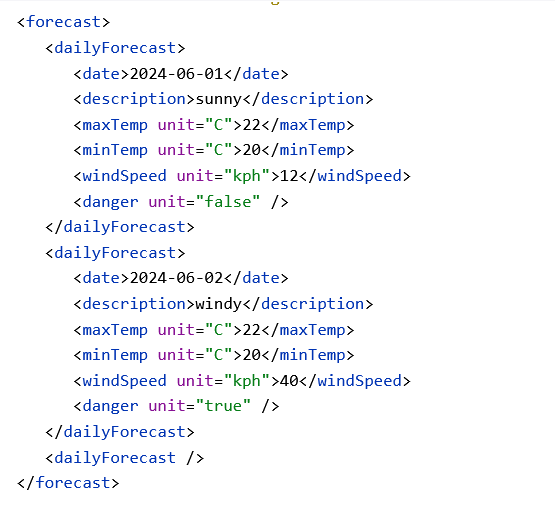 <forecast>
<dailyForecast>
<date>2024-06-01</date>
<description>sunny</description>
<maxTemp unit="C">22</maxTemp>
<minTemp unit="C">20</minTemp>
<windSpeed unit="kph">12</windSpeed>
<danger unit="false" />
</dailyForecast>
<dailyForecast>
<date>2024-06-02</date>
<description>windy</description>
<maxTemp unit="C">22</maxTemp>
<minTemp unit="C">20</minTemp>
<windSpeed unit="kph">40</windSpeed>
<danger unit="true" />
</dailyForecast>
<dailyForecast />
</forecast>